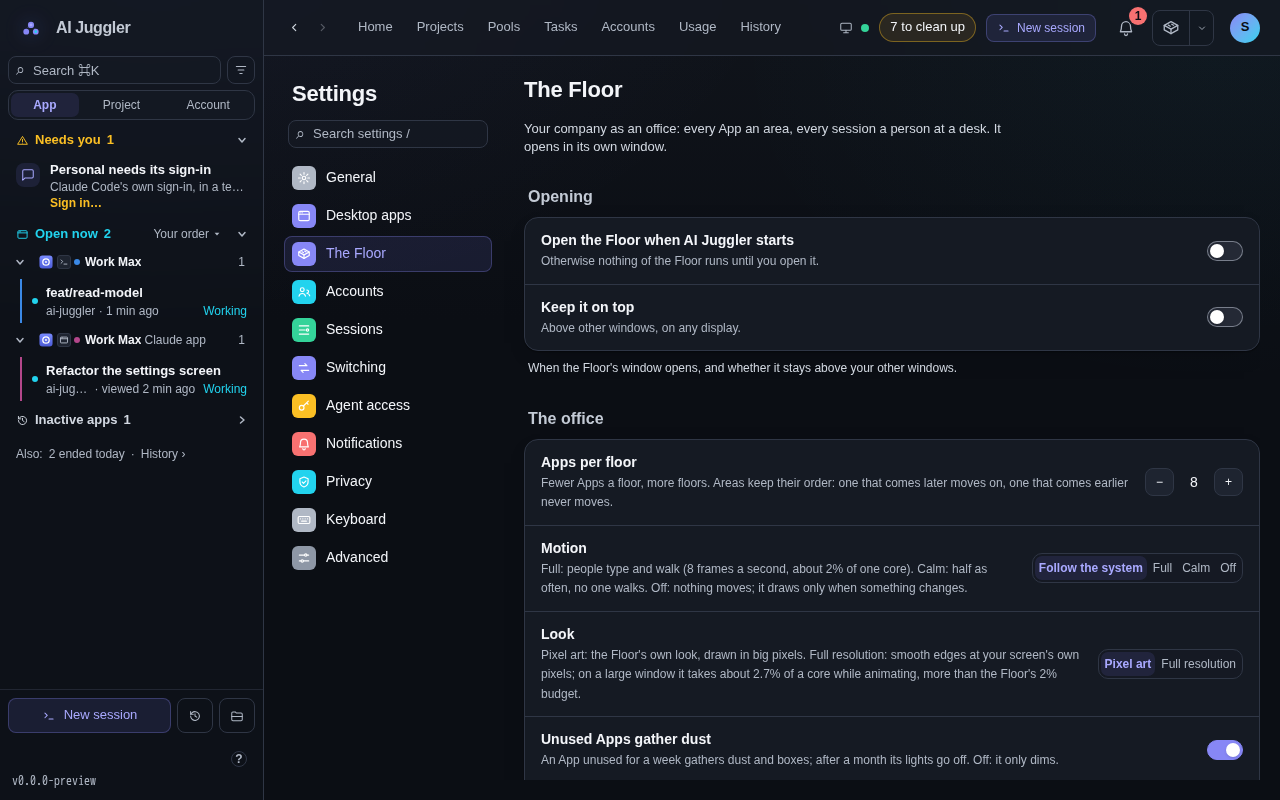 AI Juggler
Search ⌘K
App Project Account
Needs you 1
Personal needs its sign-in
Claude Code's own sign-in, in a te…
Sign in…
Open now 2 Your order
Work Max 1
feat/read-model
ai-juggler · 1 min ago Working
Work Max Claude app 1
Refactor the settings screen
ai-jug… · viewed 2 min ago Working
Inactive apps 1
Also: 2 ended today · History ›
New session
?
v0.0.0-preview
Home Projects Pools Tasks Accounts Usage History
7 to clean up
New session
1
S
Settings
Search settings /
General
Desktop apps
The Floor
Accounts
Sessions
Switching
Agent access
Notifications
Privacy
Keyboard
Advanced
The Floor
Your company as an office: every App an area, every session a person at a desk. It
opens in its own window.
Opening
Open the Floor when AI Juggler starts
Otherwise nothing of the Floor runs until you open it.
Keep it on top
Above other windows, on any display.
When the Floor's window opens, and whether it stays above your other windows.
The office
Apps per floor
Fewer Apps a floor, more floors. Areas keep their order: one that comes later moves on, one that comes earlier
never moves.
− 8 +
Motion
Full: people type and walk (8 frames a second, about 2% of one core). Calm: half as
often, no one walks. Off: nothing moves; it draws only when something changes.
Follow the system Full Calm Off
Look
Pixel art: the Floor's own look, drawn in big pixels. Full resolution: smooth edges at your screen's own
pixels; on a large window it takes about 2.7% of a core while animating, more than the Floor's 2%
budget.
Pixel art Full resolution
Unused Apps gather dust
An App unused for a week gathers dust and boxes; after a month its lights go off. Off: it only dims.